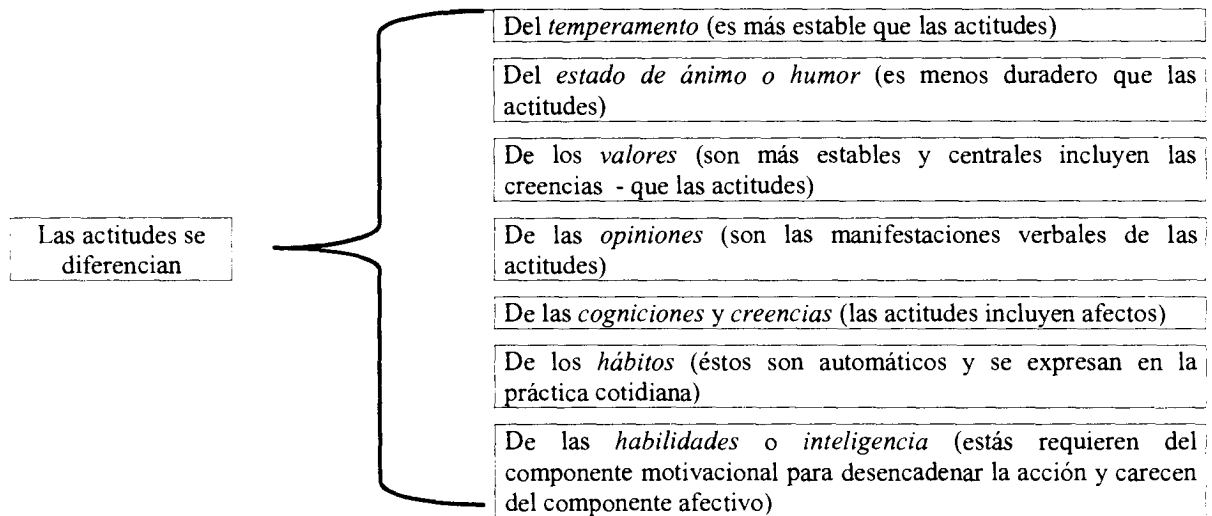 Las actitudes se
diferencian
Del temperamento (es más estable que las actitudes)
Del estado de ánimo o humor (es menos duradero que las
actitudes)
De los valores (son más estables y centrales incluyen las
creencias - que las actitudes)
De las opiniones (son las manifestaciones verbales de las
actitudes)
De las cogniciones y creencias (las actitudes incluyen afectos)
De los hábitos (éstos son automáticos y se expresan en la
práctica cotidiana)
De las habilidades o inteligencia (estás requieren del
componente motivacional para desencadenar la acción y carecen
del componente afectivo)